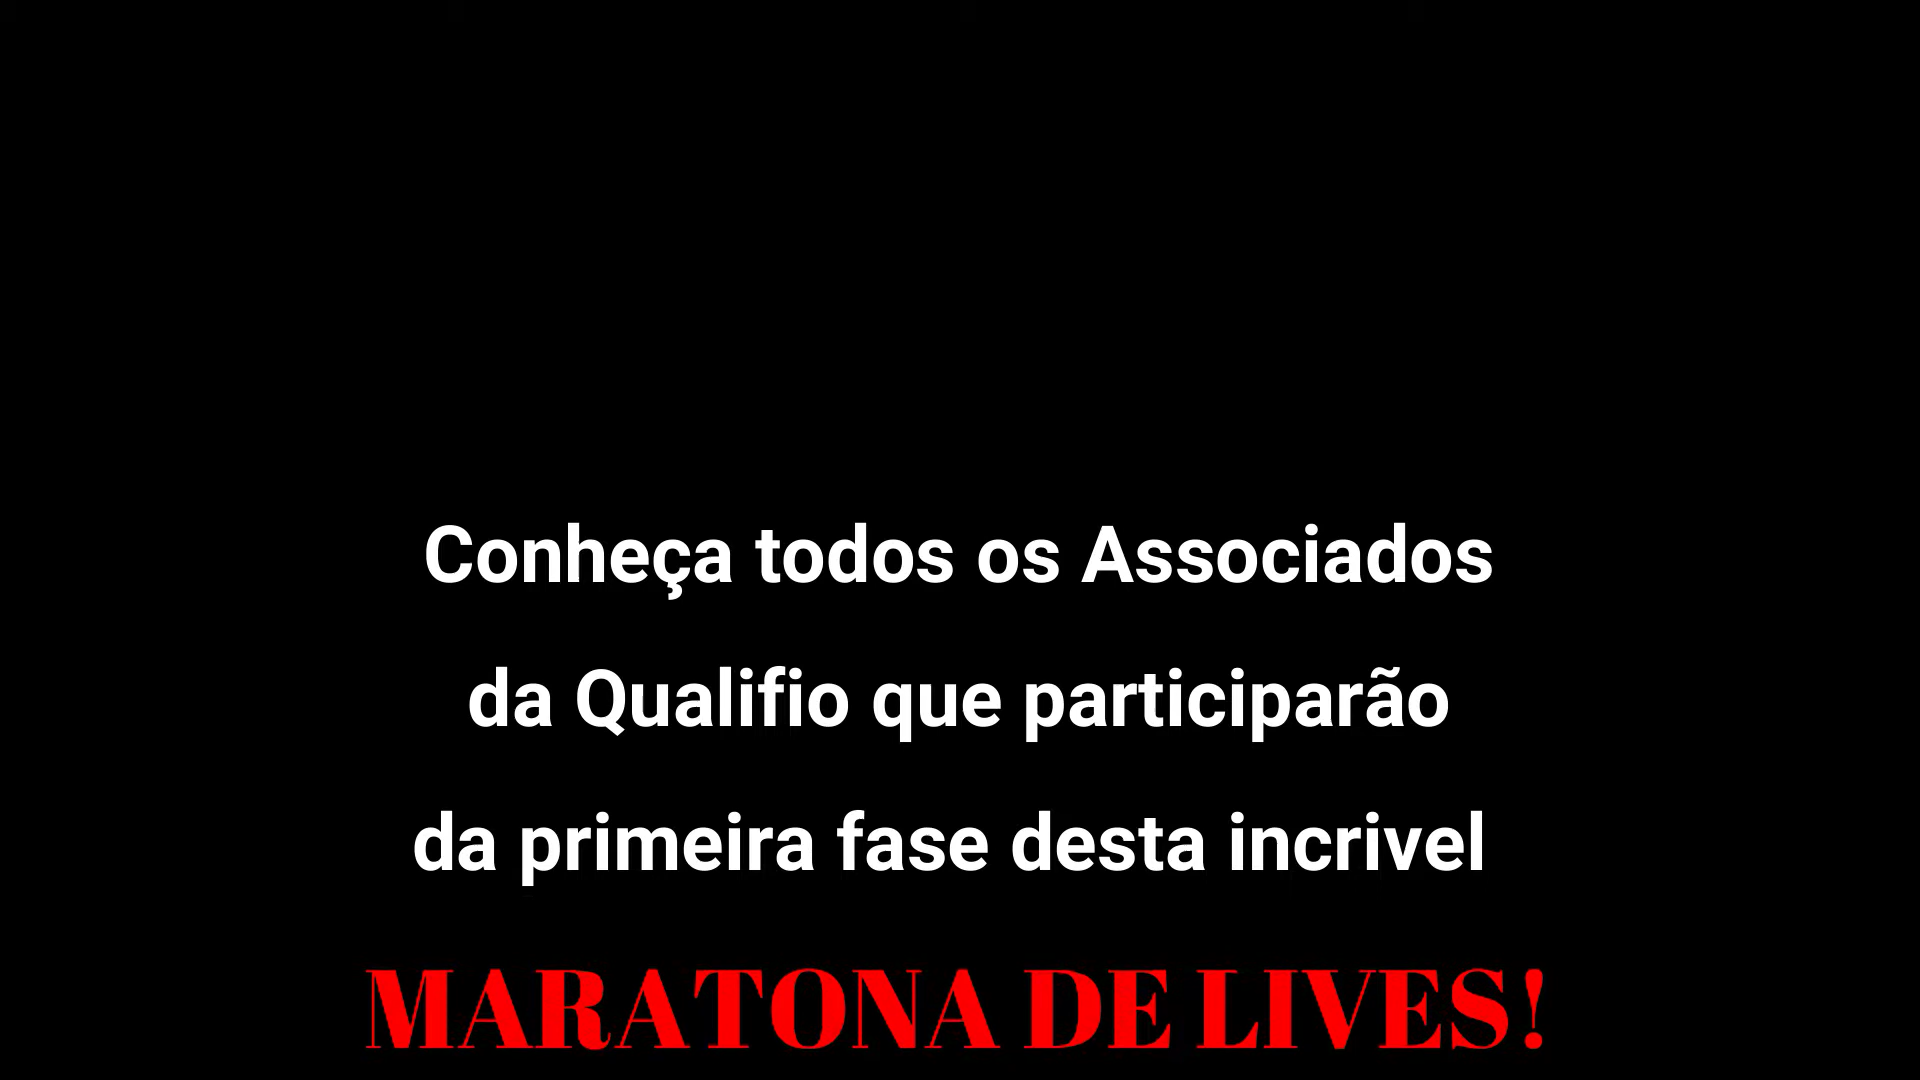 Conheça todos os Associados
da Qualifio que participarão
da primeira fase desta incrivel
MARATONA DE LIVES!